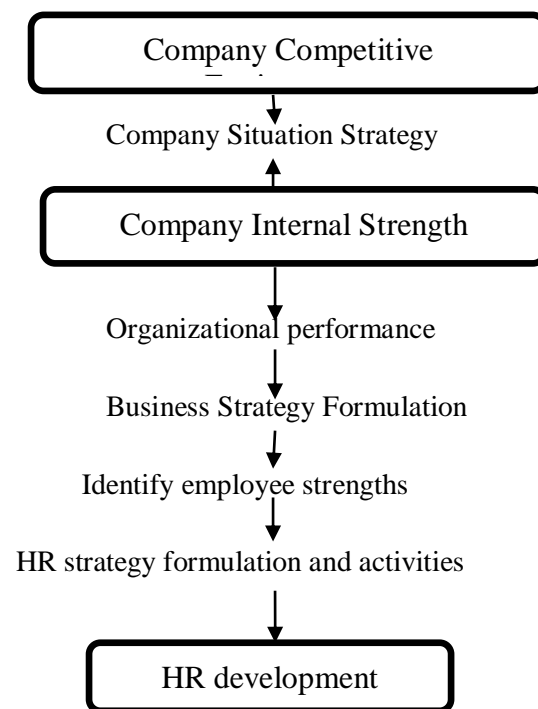 Company Competitive
Company Situation Strategy
Company Internal Strength
Organizational performance
Business Strategy Formulation
Identify employee strengths
HR strategy formulation and activities
HR development